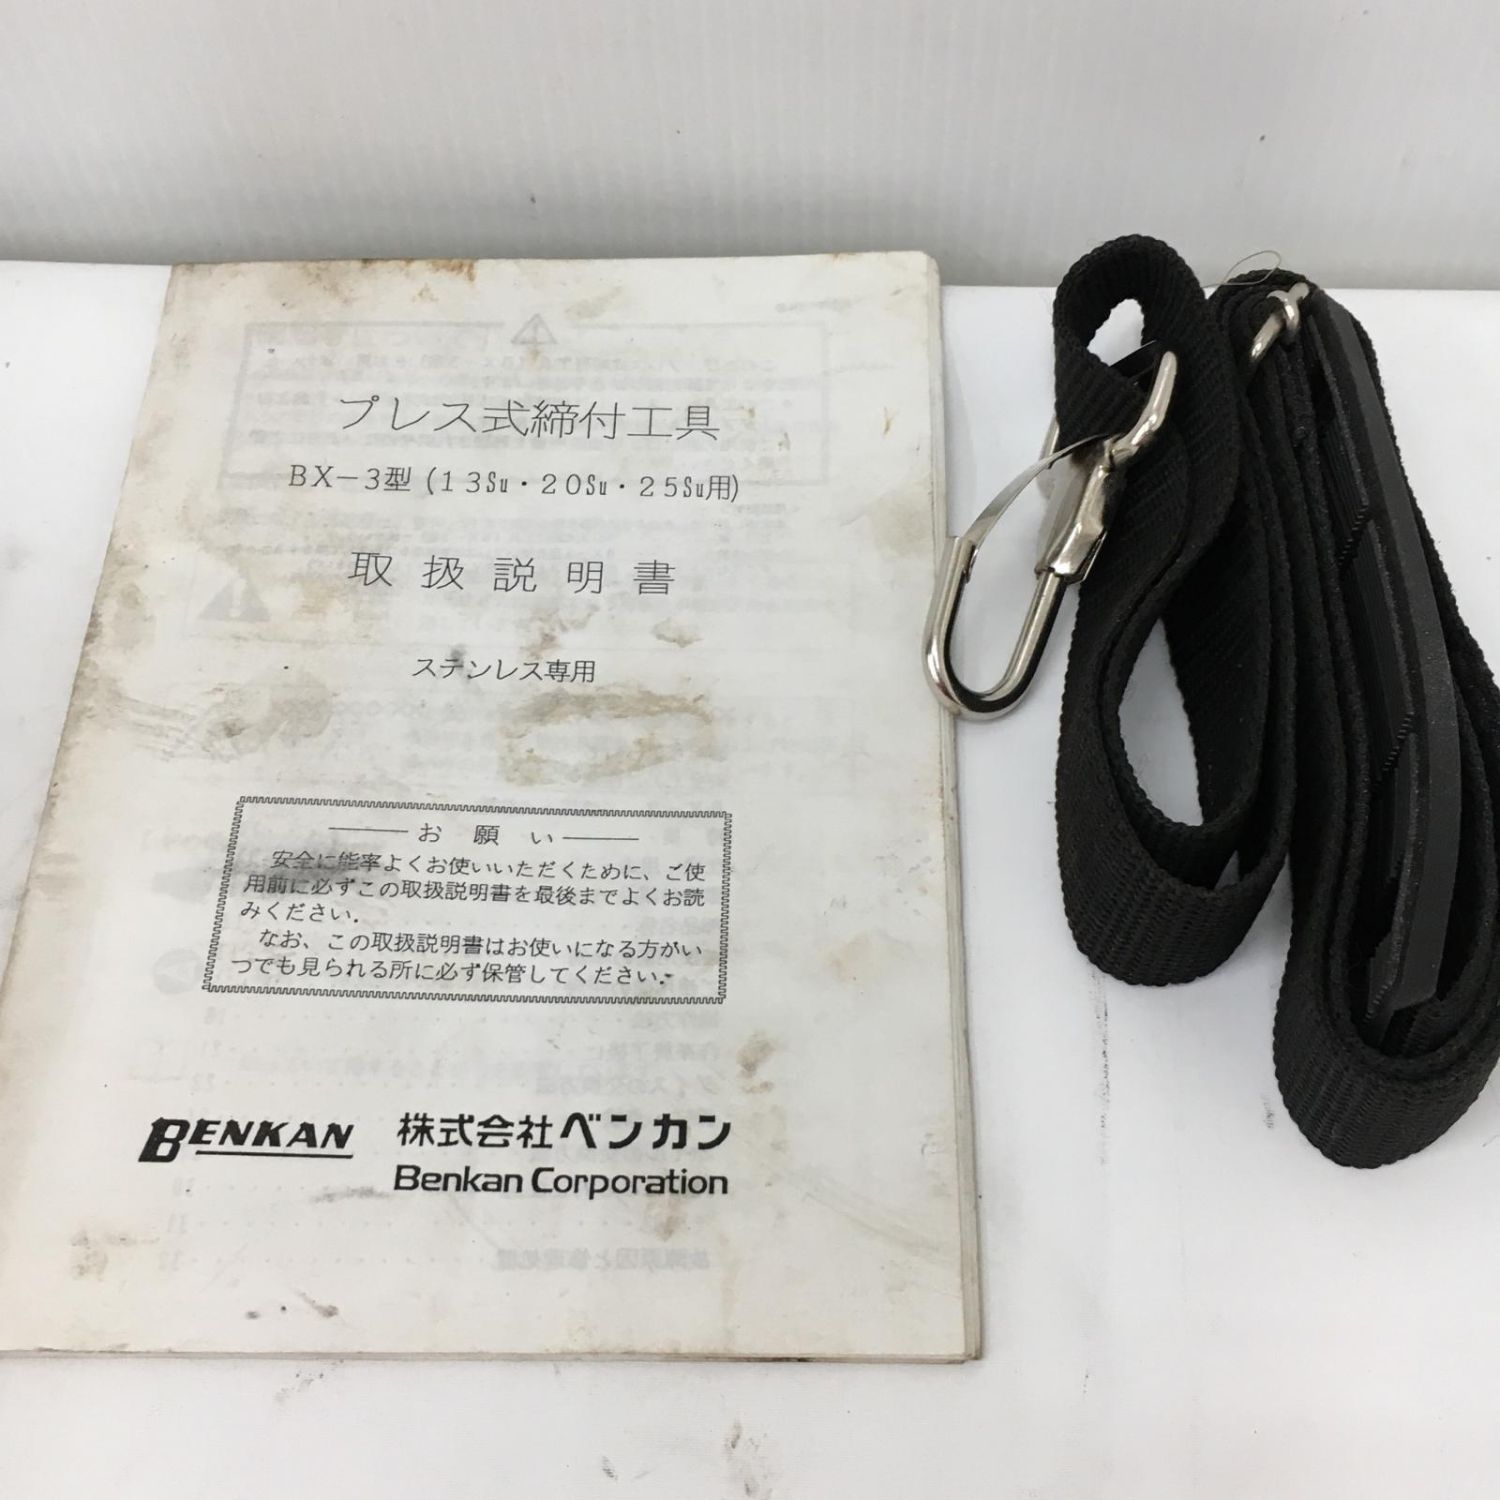 プレス式締付工具
BX-3型 (13Su・20Su・25Su用)
取扱説明書
ステンレス専用
お願い
安全に能率よくお使いいただくために、ご使
用前に必ずこの取扱説明書を最後までよくお読
みください.
なお、この取扱説明書はお使いになる方がい
つでも見られる所に必ず保管してください.
BENKAN 株式会社ベンカン
Benkan Corporation